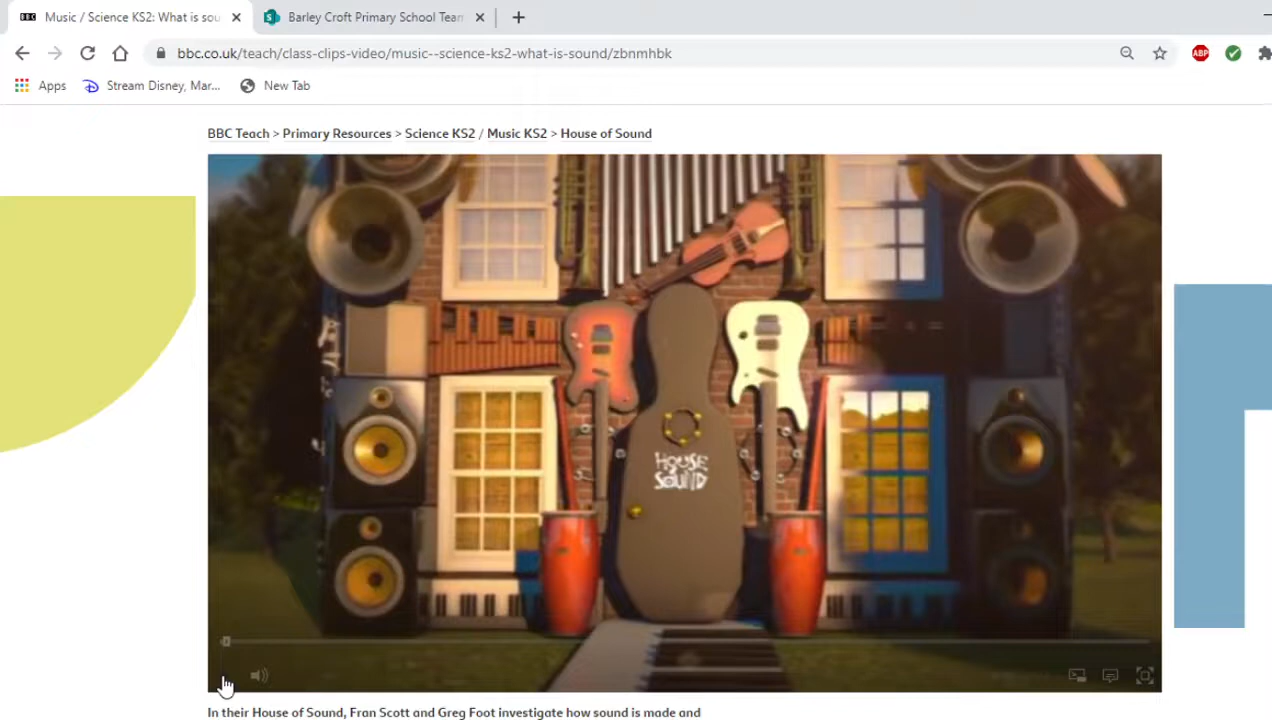 BBC Music / Science KS2: What is sou
Barley Croft Primary School Team
bbc.co.uk/teach/class-clips-video/music--science-ks2-what-is-sound/zbnmhbk
ABP
Apps
Stream Disney, Mar...
New Tab
BBC Teach > Primary Resources > Science KS2 / Music KS2 > House of Sound
HOUSE
SOUND
In their House of Sound, Fran Scott and Greg Foot investigate how sound is made and